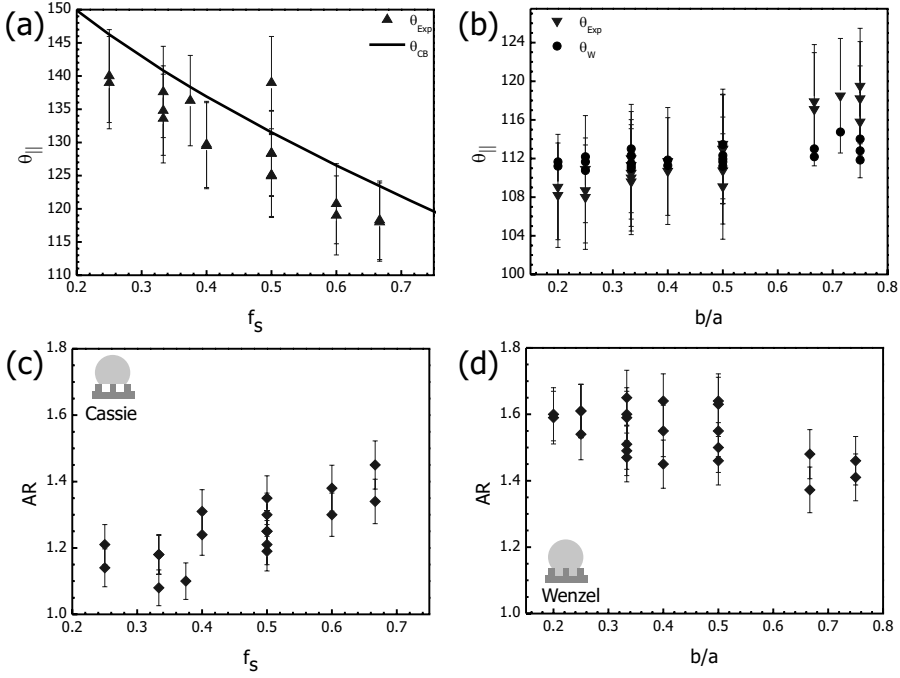 (a)
150
145
140
135
130
125
120
115
110
θ||
0.2 0.3 0.4 0.5 0.6 0.7
fs
θExp
θCB
(b)
128
124
120
116
112
108
104
100
θ||
0.2 0.3 0.4 0.5 0.6 0.7 0.8
b/a
θExp
θW
(c)
1.8
1.6
1.4
1.2
1.0
AR
Cassie
0.2 0.3 0.4 0.5 0.6 0.7
fs
(d)
1.8
1.6
1.4
1.2
1.0
AR
Wenzel
0.2 0.3 0.4 0.5 0.6 0.7 0.8
b/a